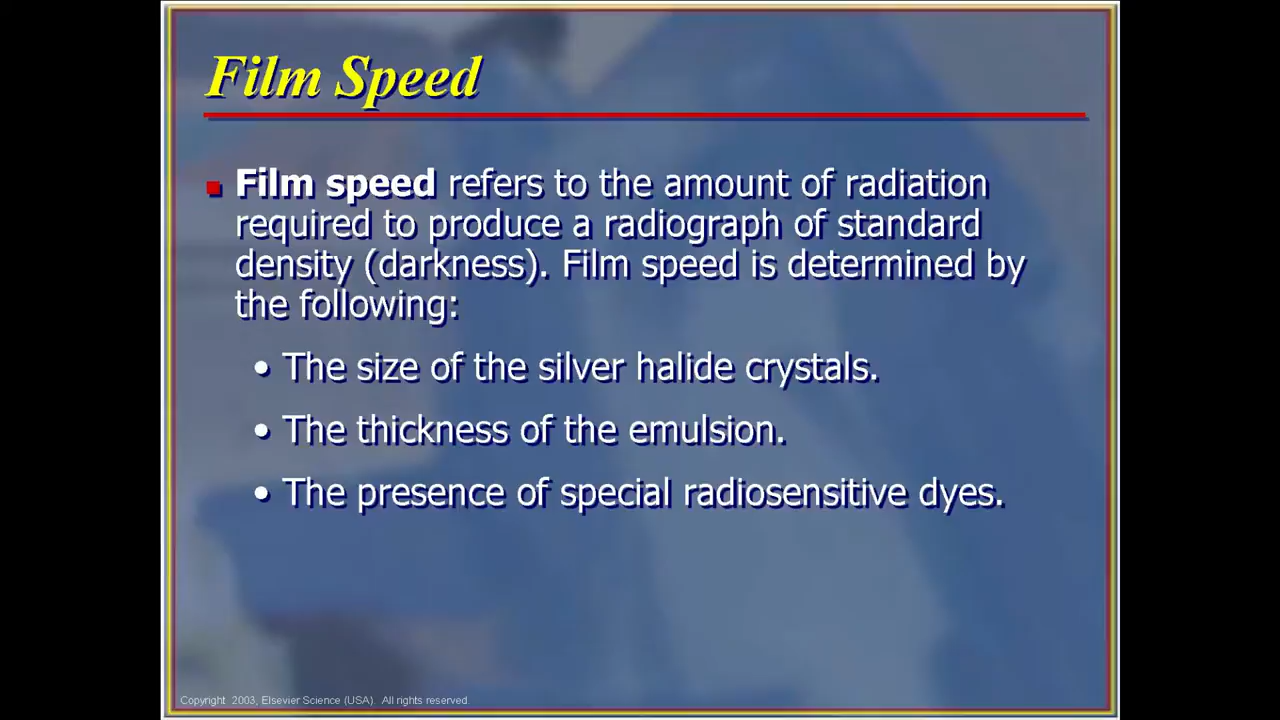 Film Speed
Film speed refers to the amount of radiation
required to produce a radiograph of standard
density (darkness). Film speed is determined by
the following:
• The size of the silver halide crystals.
• The thickness of the emulsion.
• The presence of special radiosensitive dyes.
Copyright 2003, Elsevier Science (USA). All rights reserved.